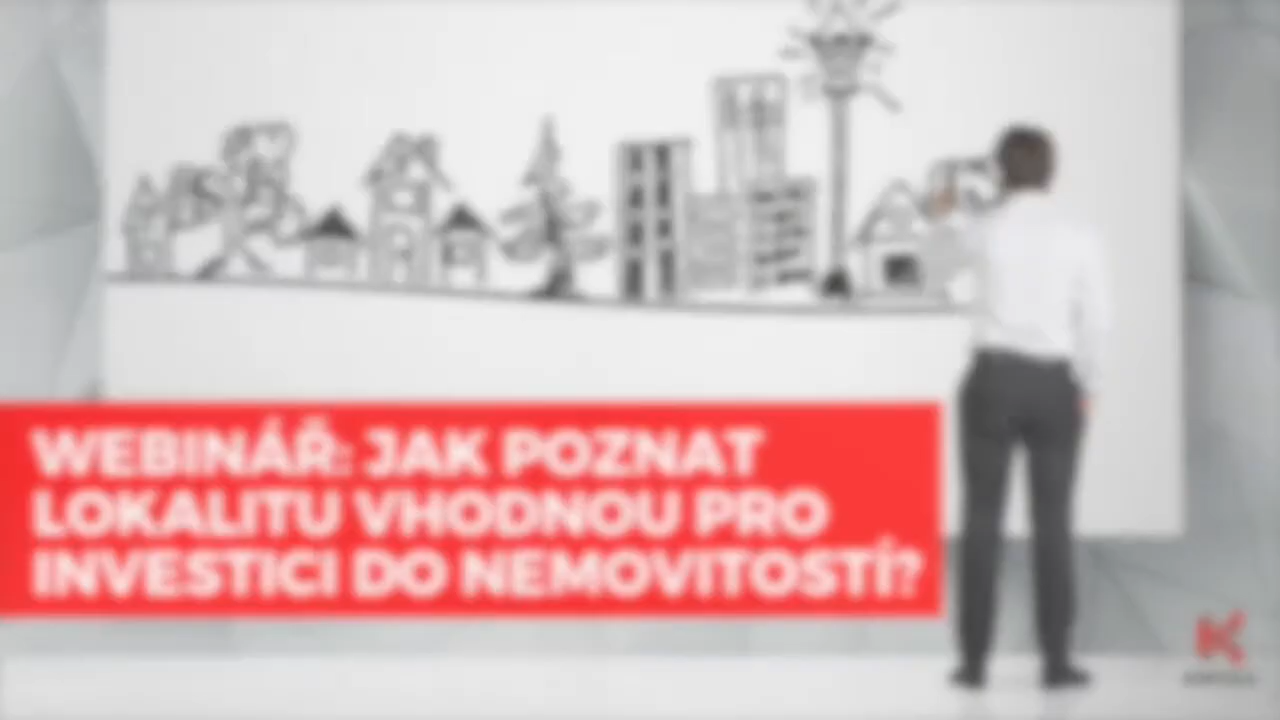 WEBINÁŘ: JAK POZNAT
LOKALITU VHODNOU PRO
INVESTICI DO NEMOVITOSTÍ?